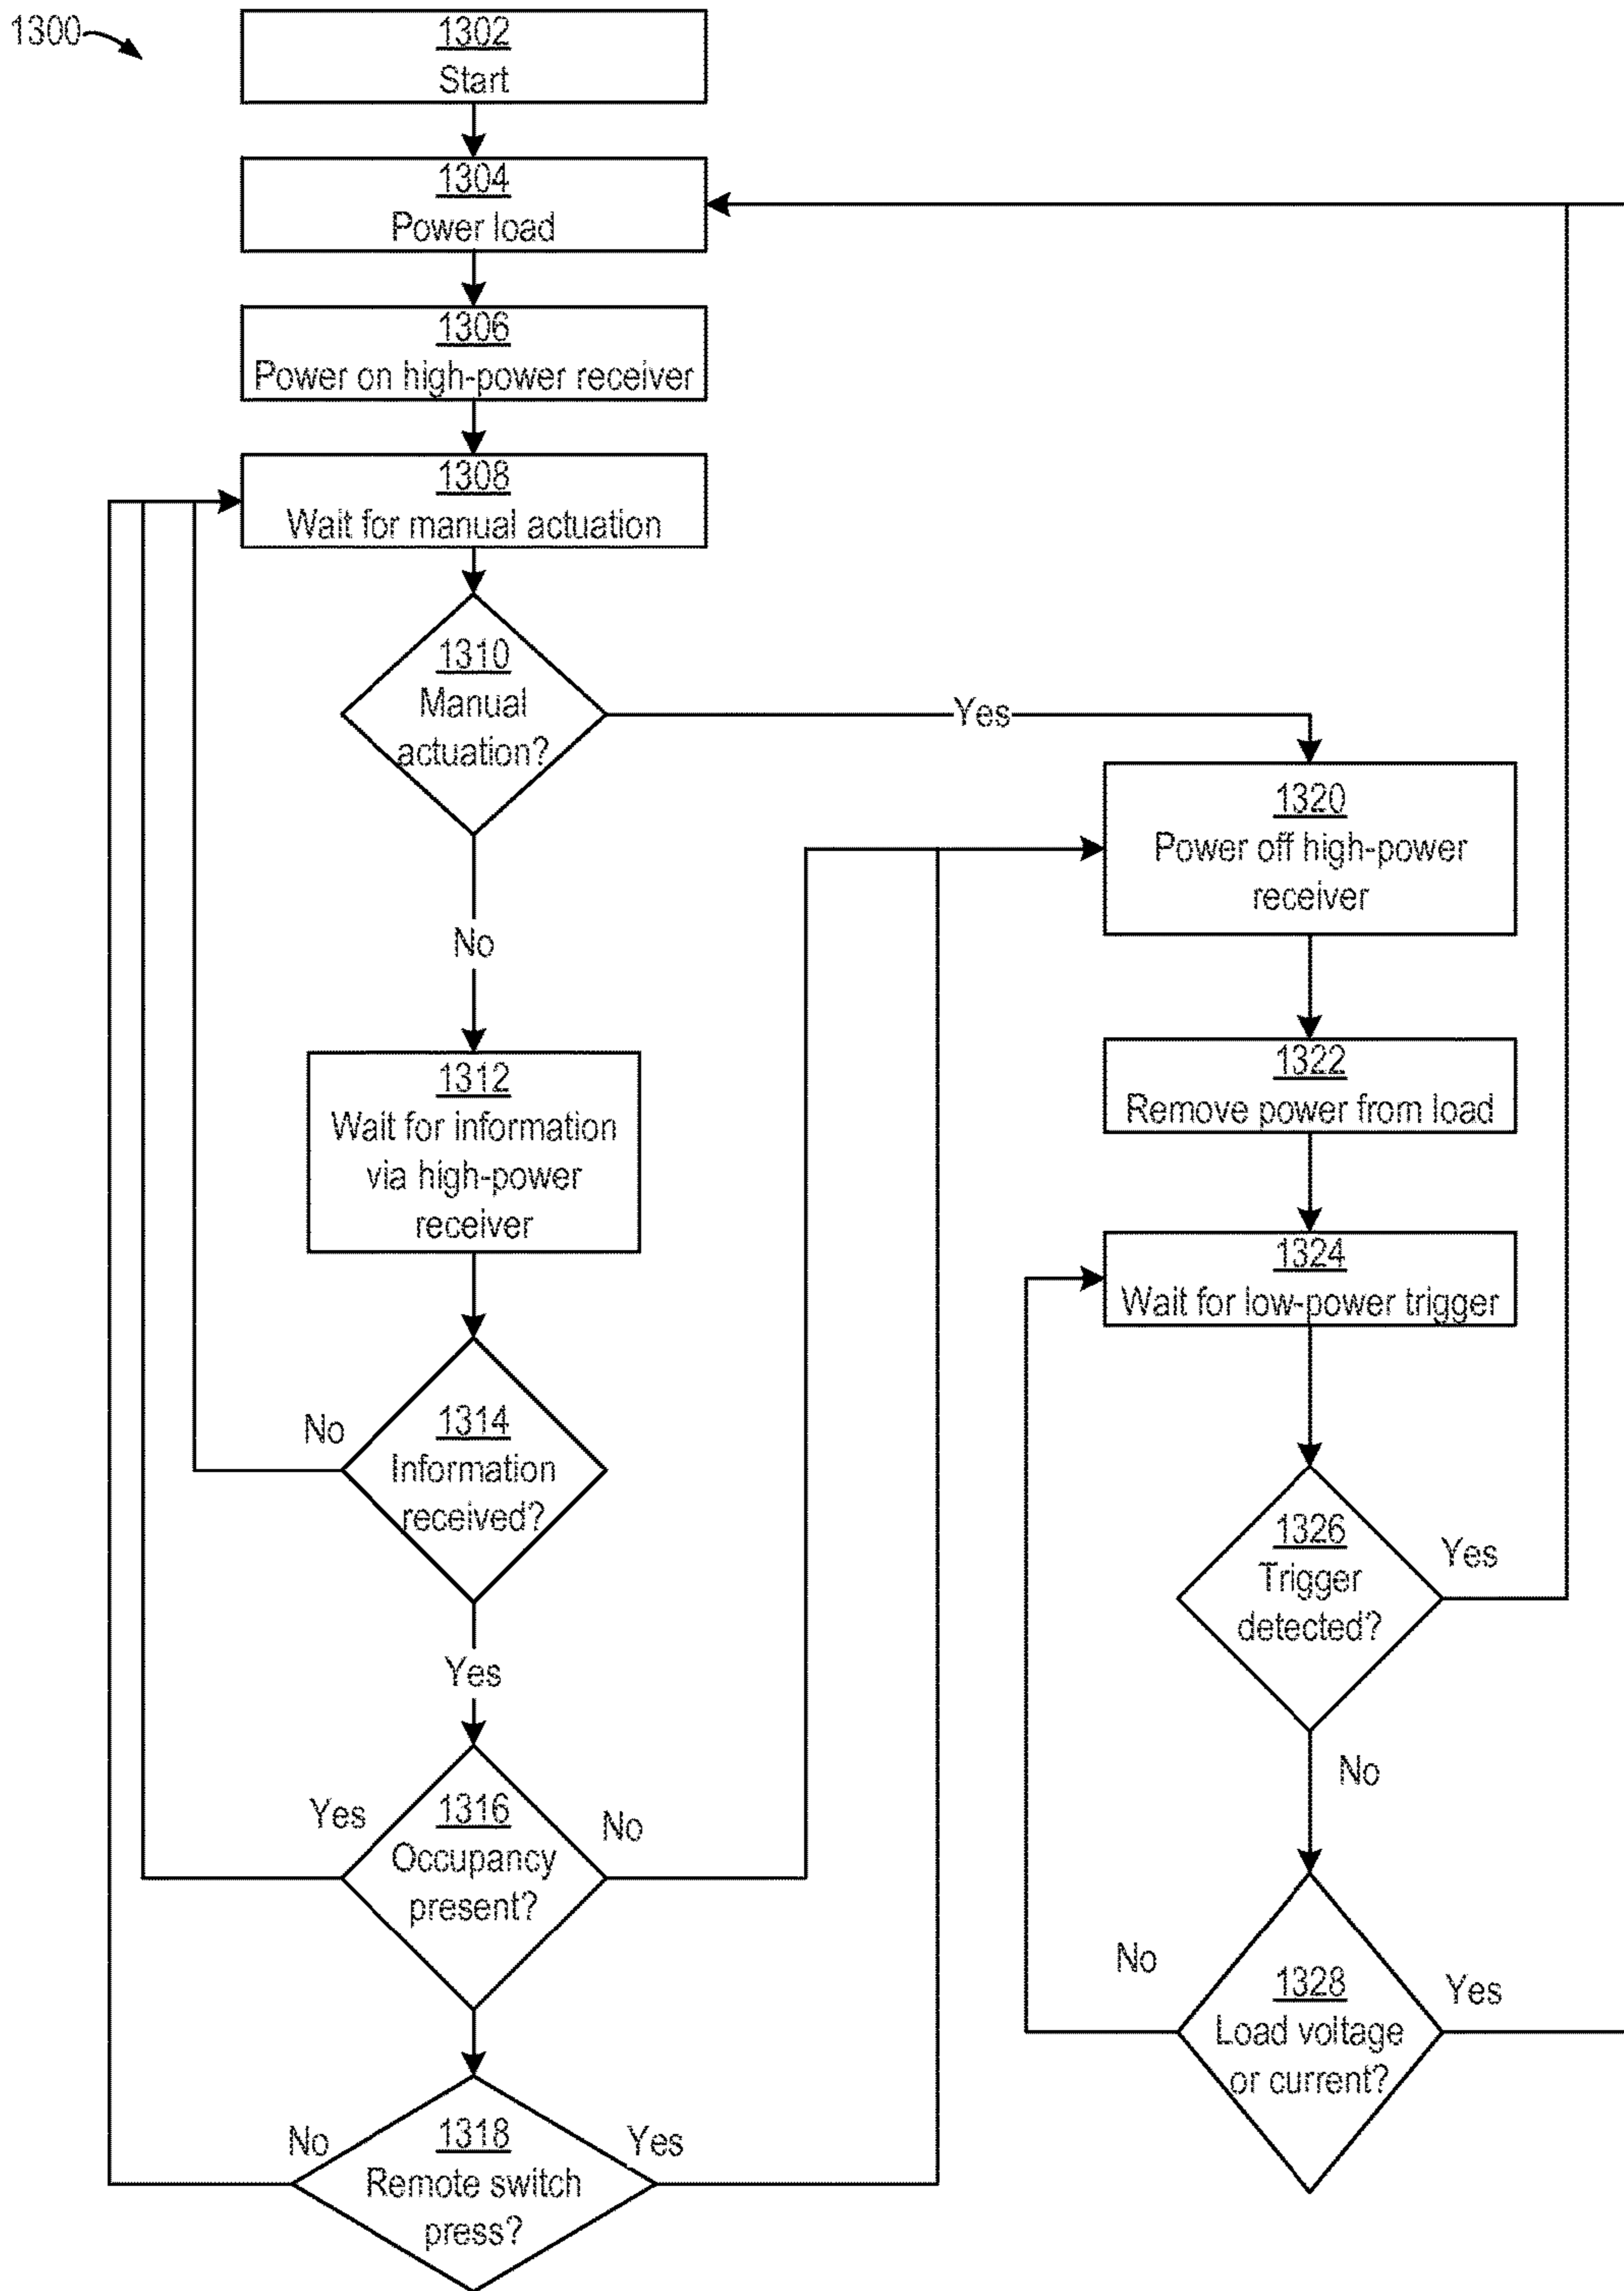 1300
1302
Start
1304
Power load
1306
Power on high-power receiver
1308
Wait for manual actuation
1310
Manual
actuation?
Yes
No
1312
Wait for information
via high-power
receiver
1314
Information
received?
No
Yes
1316
Occupancy
present?
Yes
No
1318
Remote switch
press?
No
Yes
1320
Power off high-power
receiver
1322
Remove power from load
1324
Wait for low-power trigger
1326
Trigger
detected?
Yes
No
1328
Load voltage
or current?
No
Yes